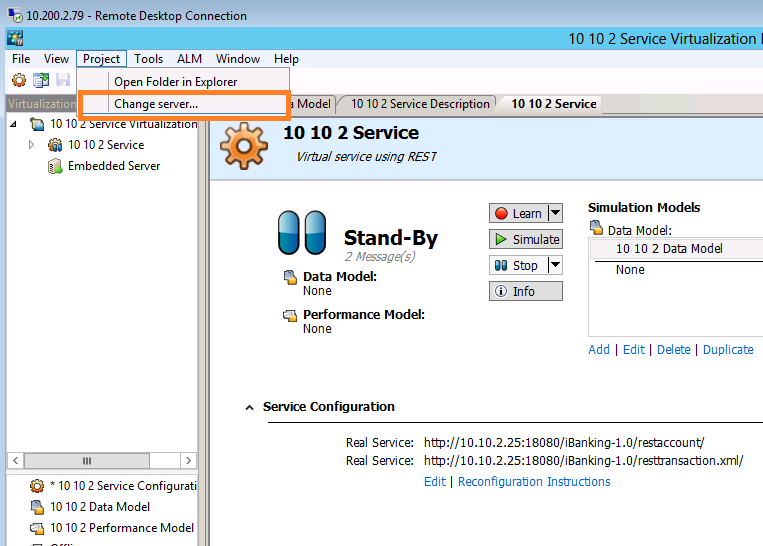 10.200.2.79 - Remote Desktop Connection
10 10 2 Service Virtualization
File View Project Tools ALM Window Help
Open Folder in Explorer
Change server...
Virtualization
Model
10 10 2 Service Description
10 10 2 Service
10 10 2 Service Virtualization
10 10 2 Service
Embedded Server
10 10 2 Service
Virtual service using REST
Stand-By
2 Message(s)
Data Model:
None
Performance Model:
None
Learn
Simulate
Stop
Info
Simulation Models
Data Model:
10 10 2 Data Model
None
Add | Edit | Delete | Duplicate
Service Configuration
Real Service: http://10.10.2.25:18080/iBanking-1.0/restaccount/
Real Service: http://10.10.2.25:18080/iBanking-1.0/resttransaction.xml/
Edit | Reconfiguration Instructions
* 10 10 2 Service Configurati
10 10 2 Data Model
10 10 2 Performance Model